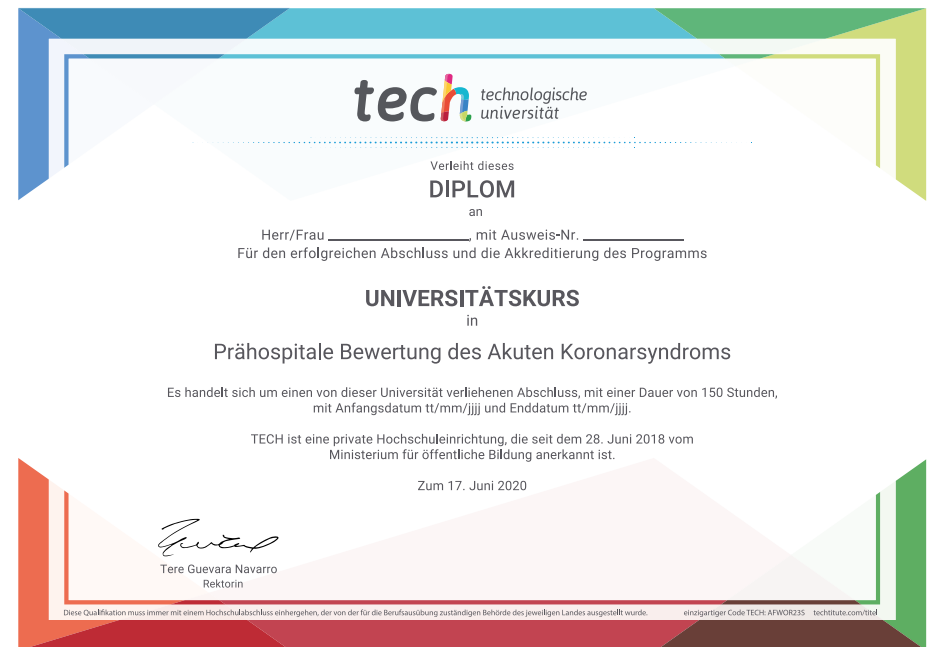 tech technologische
universität
Verleiht dieses
DIPLOM
an
Herr/Frau ____________________, mit Ausweis-Nr. ______________
Für den erfolgreichen Abschluss und die Akkreditierung des Programms
UNIVERSITÄTSKURS
in
Prähospitale Bewertung des Akuten Koronarsyndroms
Es handelt sich um einen von dieser Universität verliehenen Abschluss, mit einer Dauer von 150 Stunden,
mit Anfangsdatum tt/mm/jjjj und Enddatum tt/mm/jjjj.
TECH ist eine private Hochschuleinrichtung, die seit dem 28. Juni 2018 vom
Ministerium für öffentliche Bildung anerkannt ist.
Zum 17. Juni 2020
Tere Guevara Navarro
Rektorin
Diese Qualifikation muss immer mit einem Hochschulabschluss einhergehen, der von der für die Berufsausübung zuständigen Behörde des jeweiligen Landes ausgestellt wurde. einzigartiger Code TECH: AFWOR23S techtitute.com/titel